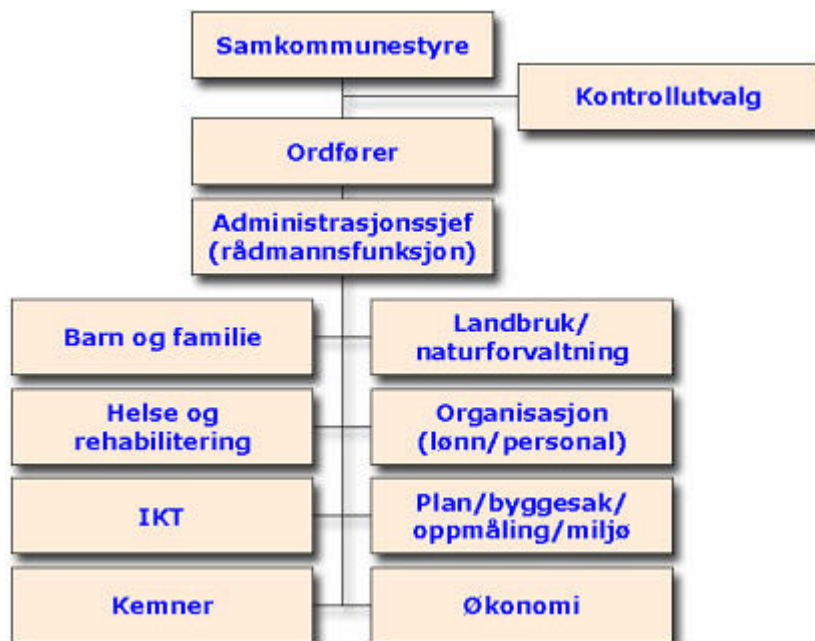 Samkommunestyre
Kontrollutvalg
Ordfører
Administrasjonssjef
(rådmannsfunksjon)
Barn og familie
Landbruk/
naturforvaltning
Helse og
rehabilitering
Organisasjon
(lønn/personal)
IKT
Plan/byggesak/
oppmåling/miljø
Kemner
Økonomi